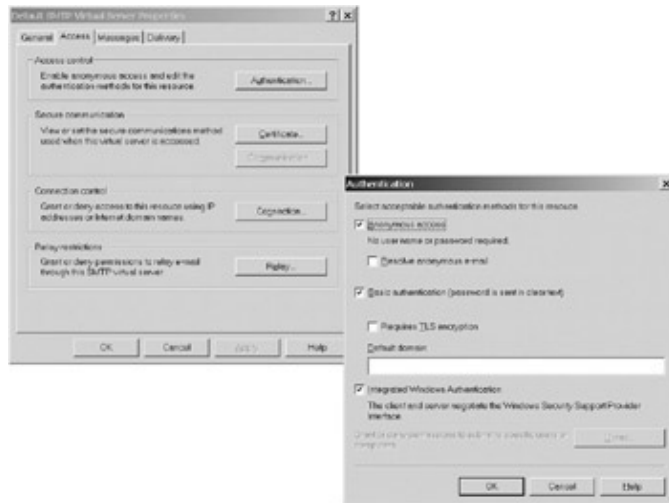 Default SMTP Virtual Server Properties
General Access Messages Delivery
Access control
Enable anonymous access and edit the
authentication methods for this resource.
Authentication...
Secure communication
View or set the secure communications method
used when this virtual server is accessed.
Certificate...
Communication...
Connection control
Grant or deny access to this resource using IP
addresses or Internet domain names.
Connection...
Relay restrictions
Grant or deny permissions to relay e-mail
through this SMTP virtual server.
Relay...
OK Cancel Apply Help
Authentication
Select acceptable authentication methods for this resource.
Anonymous access
No user name or password required.
Resolve anonymous e-mail
Basic authentication (password is sent in clear text)
Requires TLS encryption
Default domain:
Integrated Windows Authentication
The client and server negotiate the Windows Security Support Provider
Interface.
Users...
OK Cancel Help